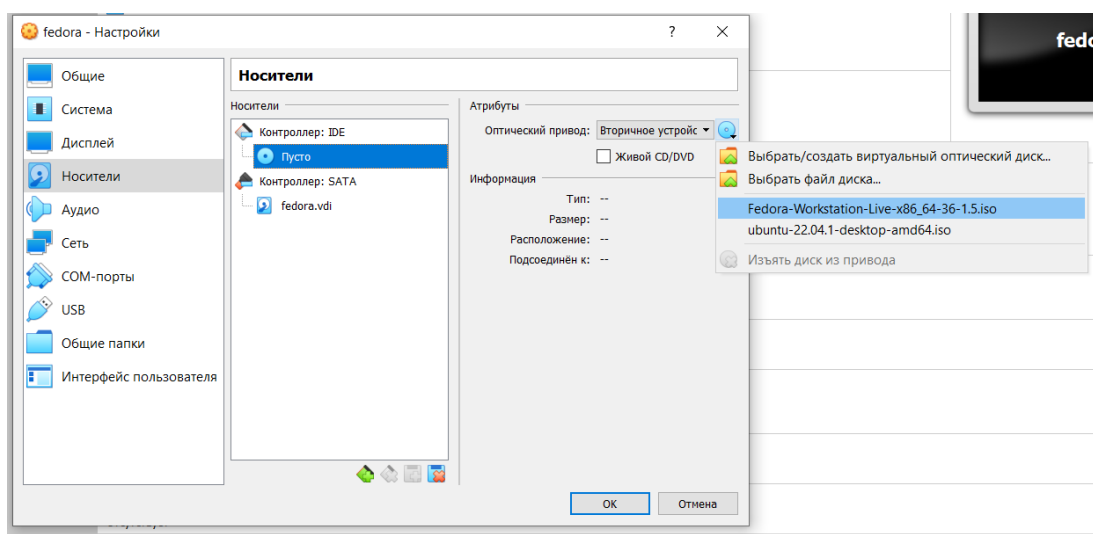 fedora - Настройки
?
fedo
Общие
Система
Дисплей
Носители
Аудио
Сеть
COM-порты
USB
Общие папки
Интерфейс пользователя
Носители
Носители
Контроллер: IDE
Пусто
Контроллер: SATA
fedora.vdi
Атрибуты
Оптический привод: Вторичное устройс
Живой CD/DVD
Информация
Тип: --
Размер: --
Расположение: --
Подсоединён к: --
Выбрать/создать виртуальный оптический диск...
Выбрать файл диска...
Fedora-Workstation-Live-x86_64-36-1.5.iso
ubuntu-22.04.1-desktop-amd64.iso
Изъять диск из привода
OK
Отмена